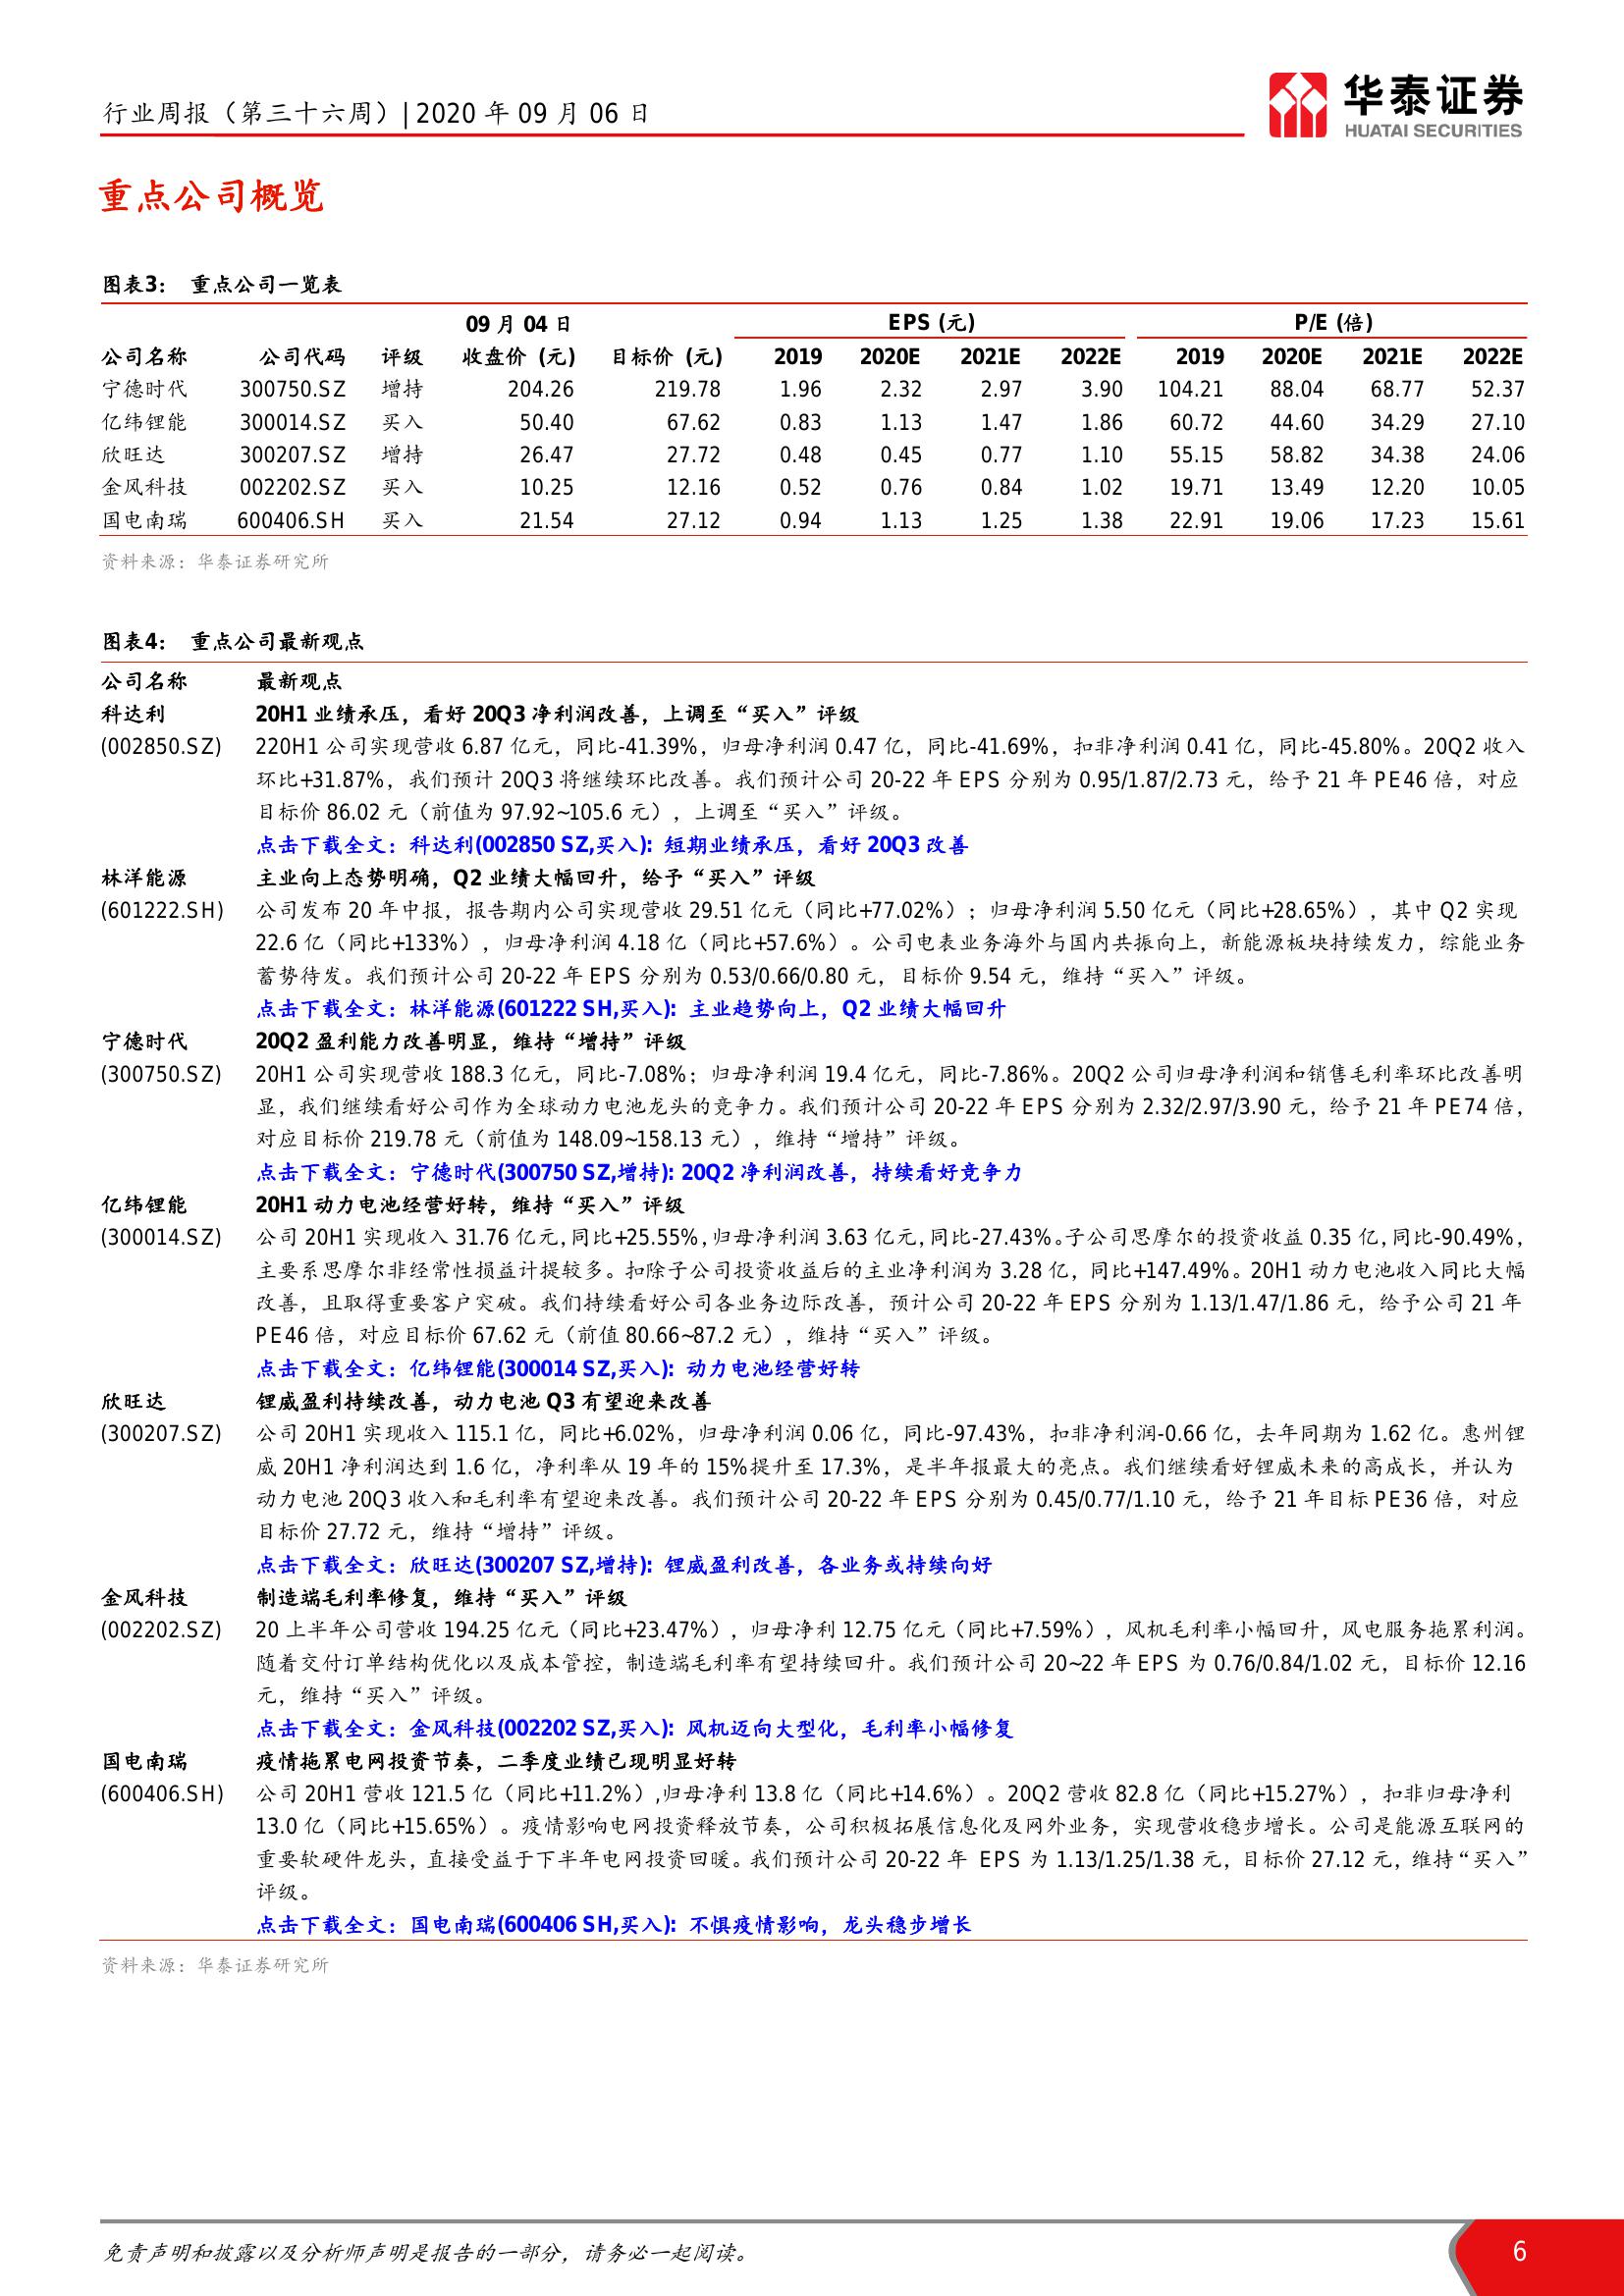 行业周报（第三十六周）| 2020 年 09 月 06 日
华泰证券
HUATAI SECURITIES
重点公司概览
图表3： 重点公司一览表
09 月 04 日 EPS (元) P/E (倍)
公司名称 公司代码 评级 收盘价 (元) 目标价 (元) 2019 2020E 2021E 2022E 2019 2020E 2021E 2022E
宁德时代 300750.SZ 增持 204.26 219.78 1.96 2.32 2.97 3.90 104.21 88.04 68.77 52.37
亿纬锂能 300014.SZ 买入 50.40 67.62 0.83 1.13 1.47 1.86 60.72 44.60 34.29 27.10
欣旺达 300207.SZ 增持 26.47 27.72 0.48 0.45 0.77 1.10 55.15 58.82 34.38 24.06
金风科技 002202.SZ 买入 10.25 12.16 0.52 0.76 0.84 1.02 19.71 13.49 12.20 10.05
国电南瑞 600406.SH 买入 21.54 27.12 0.94 1.13 1.25 1.38 22.91 19.06 17.23 15.61
资料来源：华泰证券研究所
图表4： 重点公司最新观点
公司名称 最新观点
科达利 20H1 业绩承压，看好 20Q3 净利润改善，上调至“买入”评级
(002850.SZ) 220H1 公司实现营收 6.87 亿元，同比-41.39%，归母净利润 0.47 亿，同比-41.69%，扣非净利润 0.41 亿，同比-45.80%。20Q2 收入
环比+31.87%，我们预计 20Q3 将继续环比改善。我们预计公司 20-22 年 EPS 分别为 0.95/1.87/2.73 元，给予 21 年 PE46 倍，对应
目标价 86.02 元（前值为 97.92~105.6 元），上调至“买入”评级。
点击下载全文：科达利(002850 SZ,买入): 短期业绩承压，看好 20Q3 改善
林洋能源 主业向上态势明确，Q2 业绩大幅回升，给予“买入”评级
(601222.SH) 公司发布 20 年中报，报告期内公司实现营收 29.51 亿元（同比+77.02%）；归母净利润 5.50 亿元（同比+28.65%），其中 Q2 实现
22.6 亿（同比+133%），归母净利润 4.18 亿（同比+57.6%）。公司电表业务海外与国内共振向上，新能源板块持续发力，综能业务
蓄势待发。我们预计公司 20-22 年 EPS 分别为 0.53/0.66/0.80 元，目标价 9.54 元，维持“买入”评级。
点击下载全文：林洋能源(601222 SH,买入): 主业趋势向上，Q2 业绩大幅回升
宁德时代 20Q2 盈利能力改善明显，维持“增持”评级
(300750.SZ) 20H1 公司实现营收 188.3 亿元，同比-7.08%；归母净利润 19.4 亿元，同比-7.86%。20Q2 公司归母净利润和销售毛利率环比改善明
显，我们继续看好公司作为全球动力电池龙头的竞争力。我们预计公司 20-22 年 EPS 分别为 2.32/2.97/3.90 元，给予 21 年 PE74 倍，
对应目标价 219.78 元（前值为 148.09~158.13 元），维持“增持”评级。
点击下载全文：宁德时代(300750 SZ,增持): 20Q2 净利润改善，持续看好竞争力
亿纬锂能 20H1 动力电池经营好转，维持“买入”评级
(300014.SZ) 公司 20H1 实现收入 31.76 亿元，同比+25.55%，归母净利润 3.63 亿元，同比-27.43%。子公司思摩尔的投资收益 0.35 亿，同比-90.49%，
主要系思摩尔非经常性损益计提较多。扣除子公司投资收益后的主业净利润为 3.28 亿，同比+147.49%。20H1 动力电池收入同比大幅
改善，且取得重要客户突破。我们持续看好公司各业务边际改善，预计公司 20-22 年 EPS 分别为 1.13/1.47/1.86 元，给予公司 21 年
PE46 倍，对应目标价 67.62 元（前值 80.66~87.2 元），维持“买入”评级。
点击下载全文：亿纬锂能(300014 SZ,买入): 动力电池经营好转
欣旺达 锂威盈利持续改善，动力电池 Q3 有望迎来改善
(300207.SZ) 公司 20H1 实现收入 115.1 亿，同比+6.02%，归母净利润 0.06 亿，同比-97.43%，扣非净利润-0.66 亿，去年同期为 1.62 亿。惠州锂
威 20H1 净利润达到 1.6 亿，净利率从 19 年的 15%提升至 17.3%，是半年报最大的亮点。我们继续看好锂威未来的高成长，并认为
动力电池 20Q3 收入和毛利率有望迎来改善。我们预计公司 20-22 年 EPS 分别为 0.45/0.77/1.10 元，给予 21 年目标 PE36 倍，对应
目标价 27.72 元，维持“增持”评级。
点击下载全文：欣旺达(300207 SZ,增持): 锂威盈利改善，各业务或持续向好
金风科技 制造端毛利率修复，维持“买入”评级
(002202.SZ) 20 上半年公司营收 194.25 亿元（同比+23.47%），归母净利 12.75 亿元（同比+7.59%），风机毛利率小幅回升，风电服务拖累利润。
随着交付订单结构优化以及成本管控，制造端毛利率有望持续回升。我们预计公司 20~22 年 EPS 为 0.76/0.84/1.02 元，目标价 12.16
元，维持“买入”评级。
点击下载全文：金风科技(002202 SZ,买入): 风机迈向大型化，毛利率小幅修复
国电南瑞 疫情拖累电网投资节奏，二季度业绩已现明显好转
(600406.SH) 公司 20H1 营收 121.5 亿（同比+11.2%）,归母净利 13.8 亿（同比+14.6%）。20Q2 营收 82.8 亿（同比+15.27%），扣非归母净利
13.0 亿（同比+15.65%）。疫情影响电网投资释放节奏，公司积极拓展信息化及网外业务，实现营收稳步增长。公司是能源互联网的
重要软硬件龙头，直接受益于下半年电网投资回暖。我们预计公司 20-22 年 EPS 为 1.13/1.25/1.38 元，目标价 27.12 元，维持“买入”
评级。
点击下载全文：国电南瑞(600406 SH,买入): 不惧疫情影响，龙头稳步增长
资料来源：华泰证券研究所
免责声明和披露以及分析师声明是报告的一部分，请务必一起阅读。 6